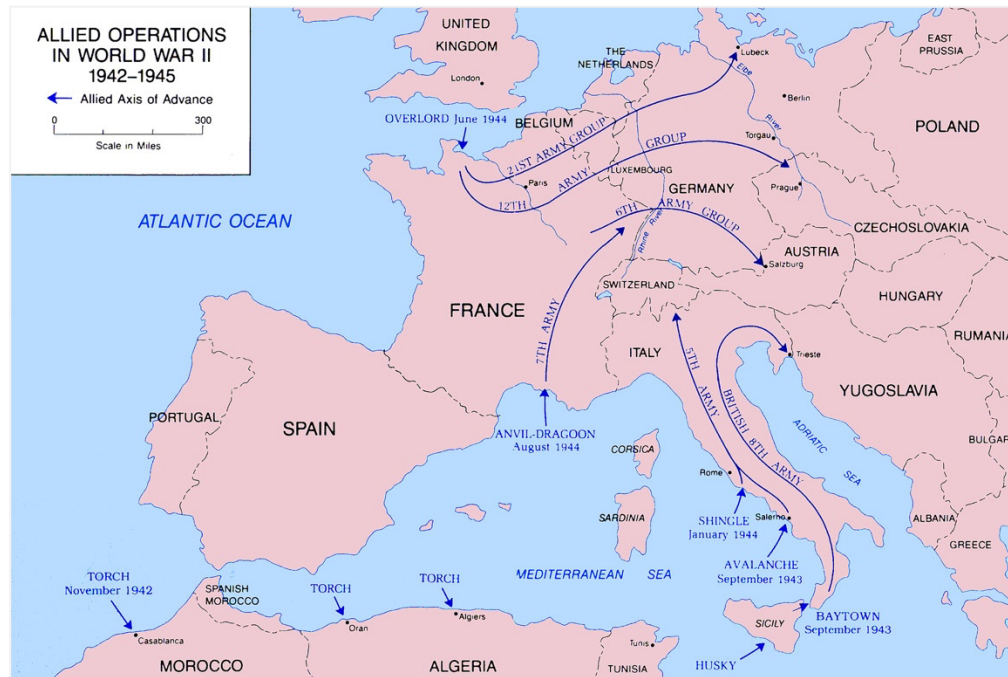 ALLIED OPERATIONS
IN WORLD WAR II
1942–1945
Allied Axis of Advance
0 300
Scale in Miles
UNITED
KINGDOM
London
THE
NETHERLANDS
Lubeck
EAST
PRUSSIA
Elbe
River
Berlin
OVERLORD June 1944
BELGIUM
21ST ARMY GROUP
Torgau
POLAND
12TH ARMY GROUP
Paris
LUXEMBOURG
GERMANY
Prague
ATLANTIC OCEAN
6TH ARMY GROUP
Rhine River
CZECHOSLOVAKIA
AUSTRIA
Salzburg
SWITZERLAND
HUNGARY
FRANCE
7TH ARMY
ITALY
5TH ARMY
BRITISH 8TH ARMY
Trieste
RUMANIA
YUGOSLAVIA
PORTUGAL
SPAIN
ANVIL-DRAGOON
August 1944
CORSICA
ADRIATIC SEA
BULGAR
Rome
SARDINIA
SHINGLE
January 1944
Salerno
ALBANIA
GREECE
AVALANCHE
September 1943
MEDITERRANEAN SEA
TORCH
November 1942
SPANISH
MOROCCO
TORCH
TORCH
Casablanca
Oran
Algiers
SICILY
BAYTOWN
September 1943
Tunis
HUSKY
MOROCCO
ALGERIA
TUNISIA